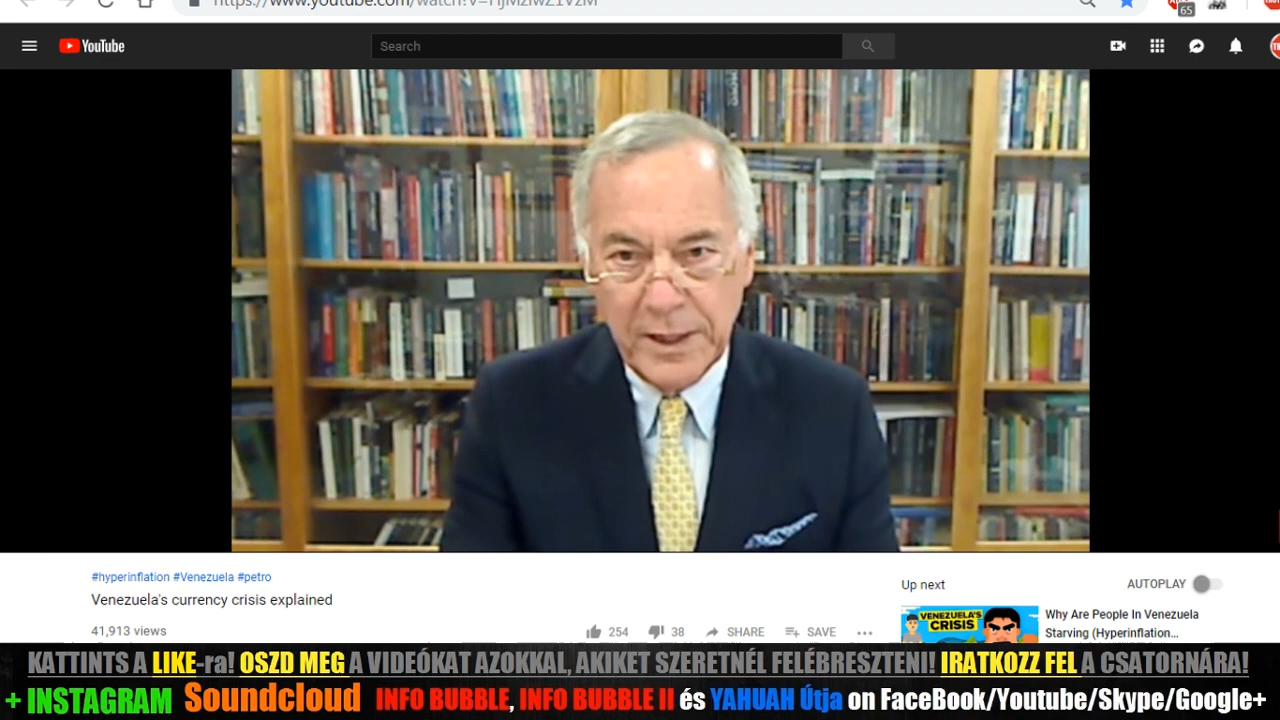 YouTube
Search
65
#hyperinflation #Venezuela #petro
Venezuela's currency crisis explained
41,913 views
254 38 SHARE SAVE
Up next
AUTOPLAY
VENEZUELA'S
CRISIS
Why Are People In Venezuela
Starving (Hyperinflation...
KATTINTS A LIKE-ra! OSZD MEG A VIDEÓKAT AZOKKAL, AKIKET SZERETNÉL FELÉBRESZTENI! IRATKOZZ FEL A CSATORNÁRA!
+ INSTAGRAM Soundcloud INFO BUBBLE, INFO BUBBLE II és YAHUAH Útja on FaceBook/Youtube/Skype/Google+